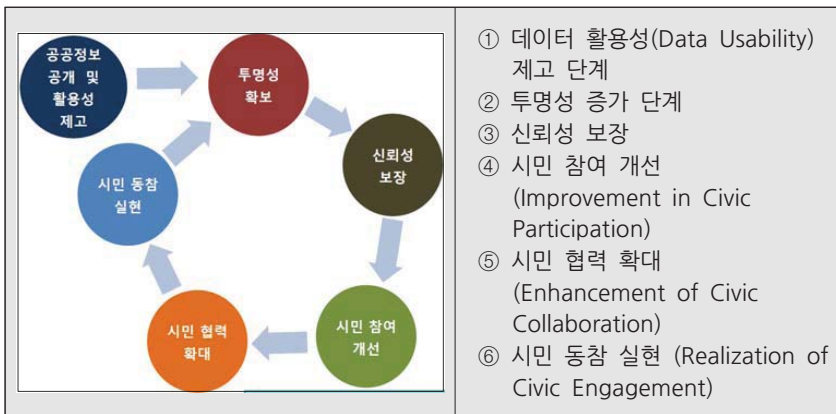 공공정보
공개 및
활용성
제고
투명성
확보
신뢰성
보장
시민 참여
개선
시민 협력
확대
시민 동참
실현
① 데이터 활용성(Data Usability)
제고 단계
② 투명성 증가 단계
③ 신뢰성 보장
④ 시민 참여 개선
(Improvement in Civic
Participation)
⑤ 시민 협력 확대
(Enhancement of Civic
Collaboration)
⑥ 시민 동참 실현 (Realization of
Civic Engagement)